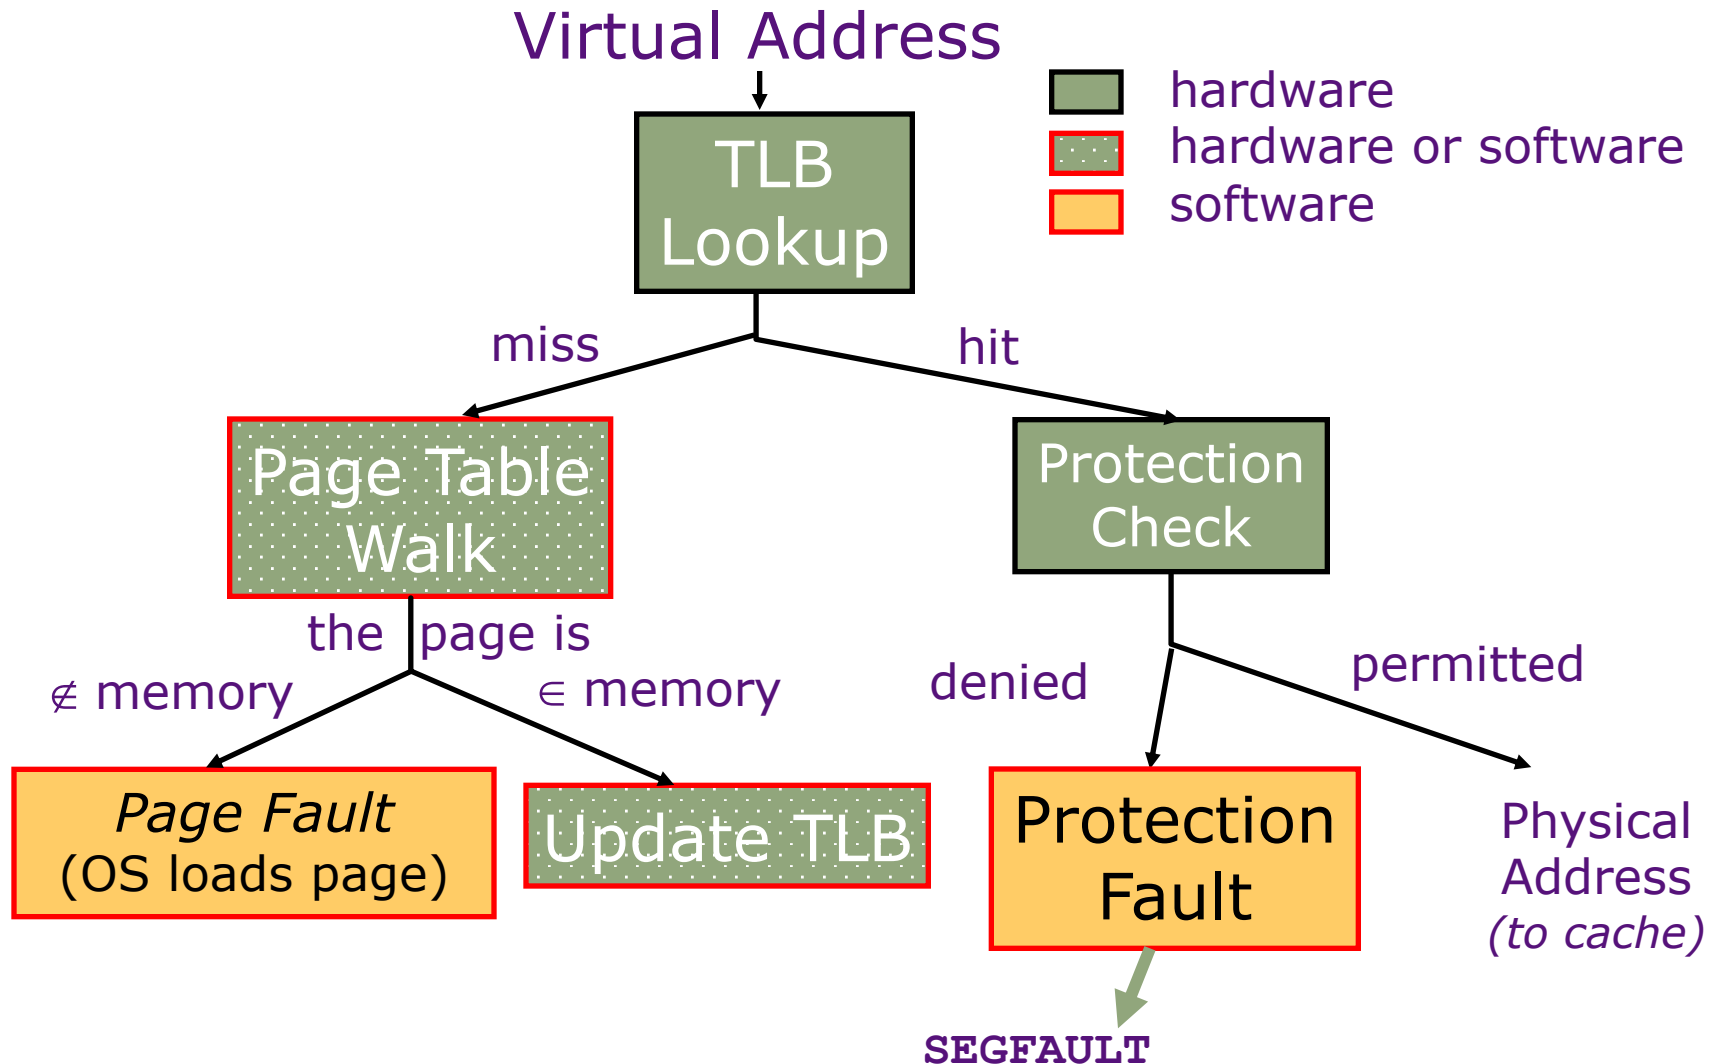 Virtual Address
hardware
hardware or software
software
TLB
Lookup
miss
hit
Page Table
Walk
Protection
Check
the page is
∉ memory
∈ memory
denied
permitted
Page Fault
(OS loads page)
Update TLB
Protection
Fault
Physical
Address
(to cache)
SEGFAULT